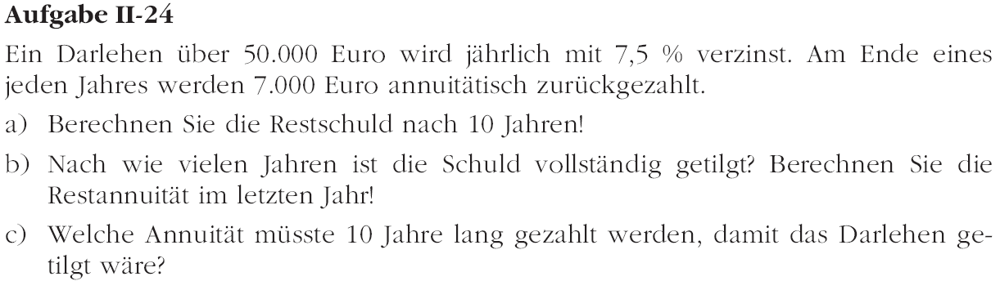 Aufgabe II-24
Ein Darlehen über 50.000 Euro wird jährlich mit 7,5 % verzinst. Am Ende eines
jeden Jahres werden 7.000 Euro annuitätisch zurückgezahlt.
a) Berechnen Sie die Restschuld nach 10 Jahren!
b) Nach wie vielen Jahren ist die Schuld vollständig getilgt? Berechnen Sie die
Restannuität im letzten Jahr!
c) Welche Annuität müsste 10 Jahre lang gezahlt werden, damit das Darlehen ge-
tilgt wäre?